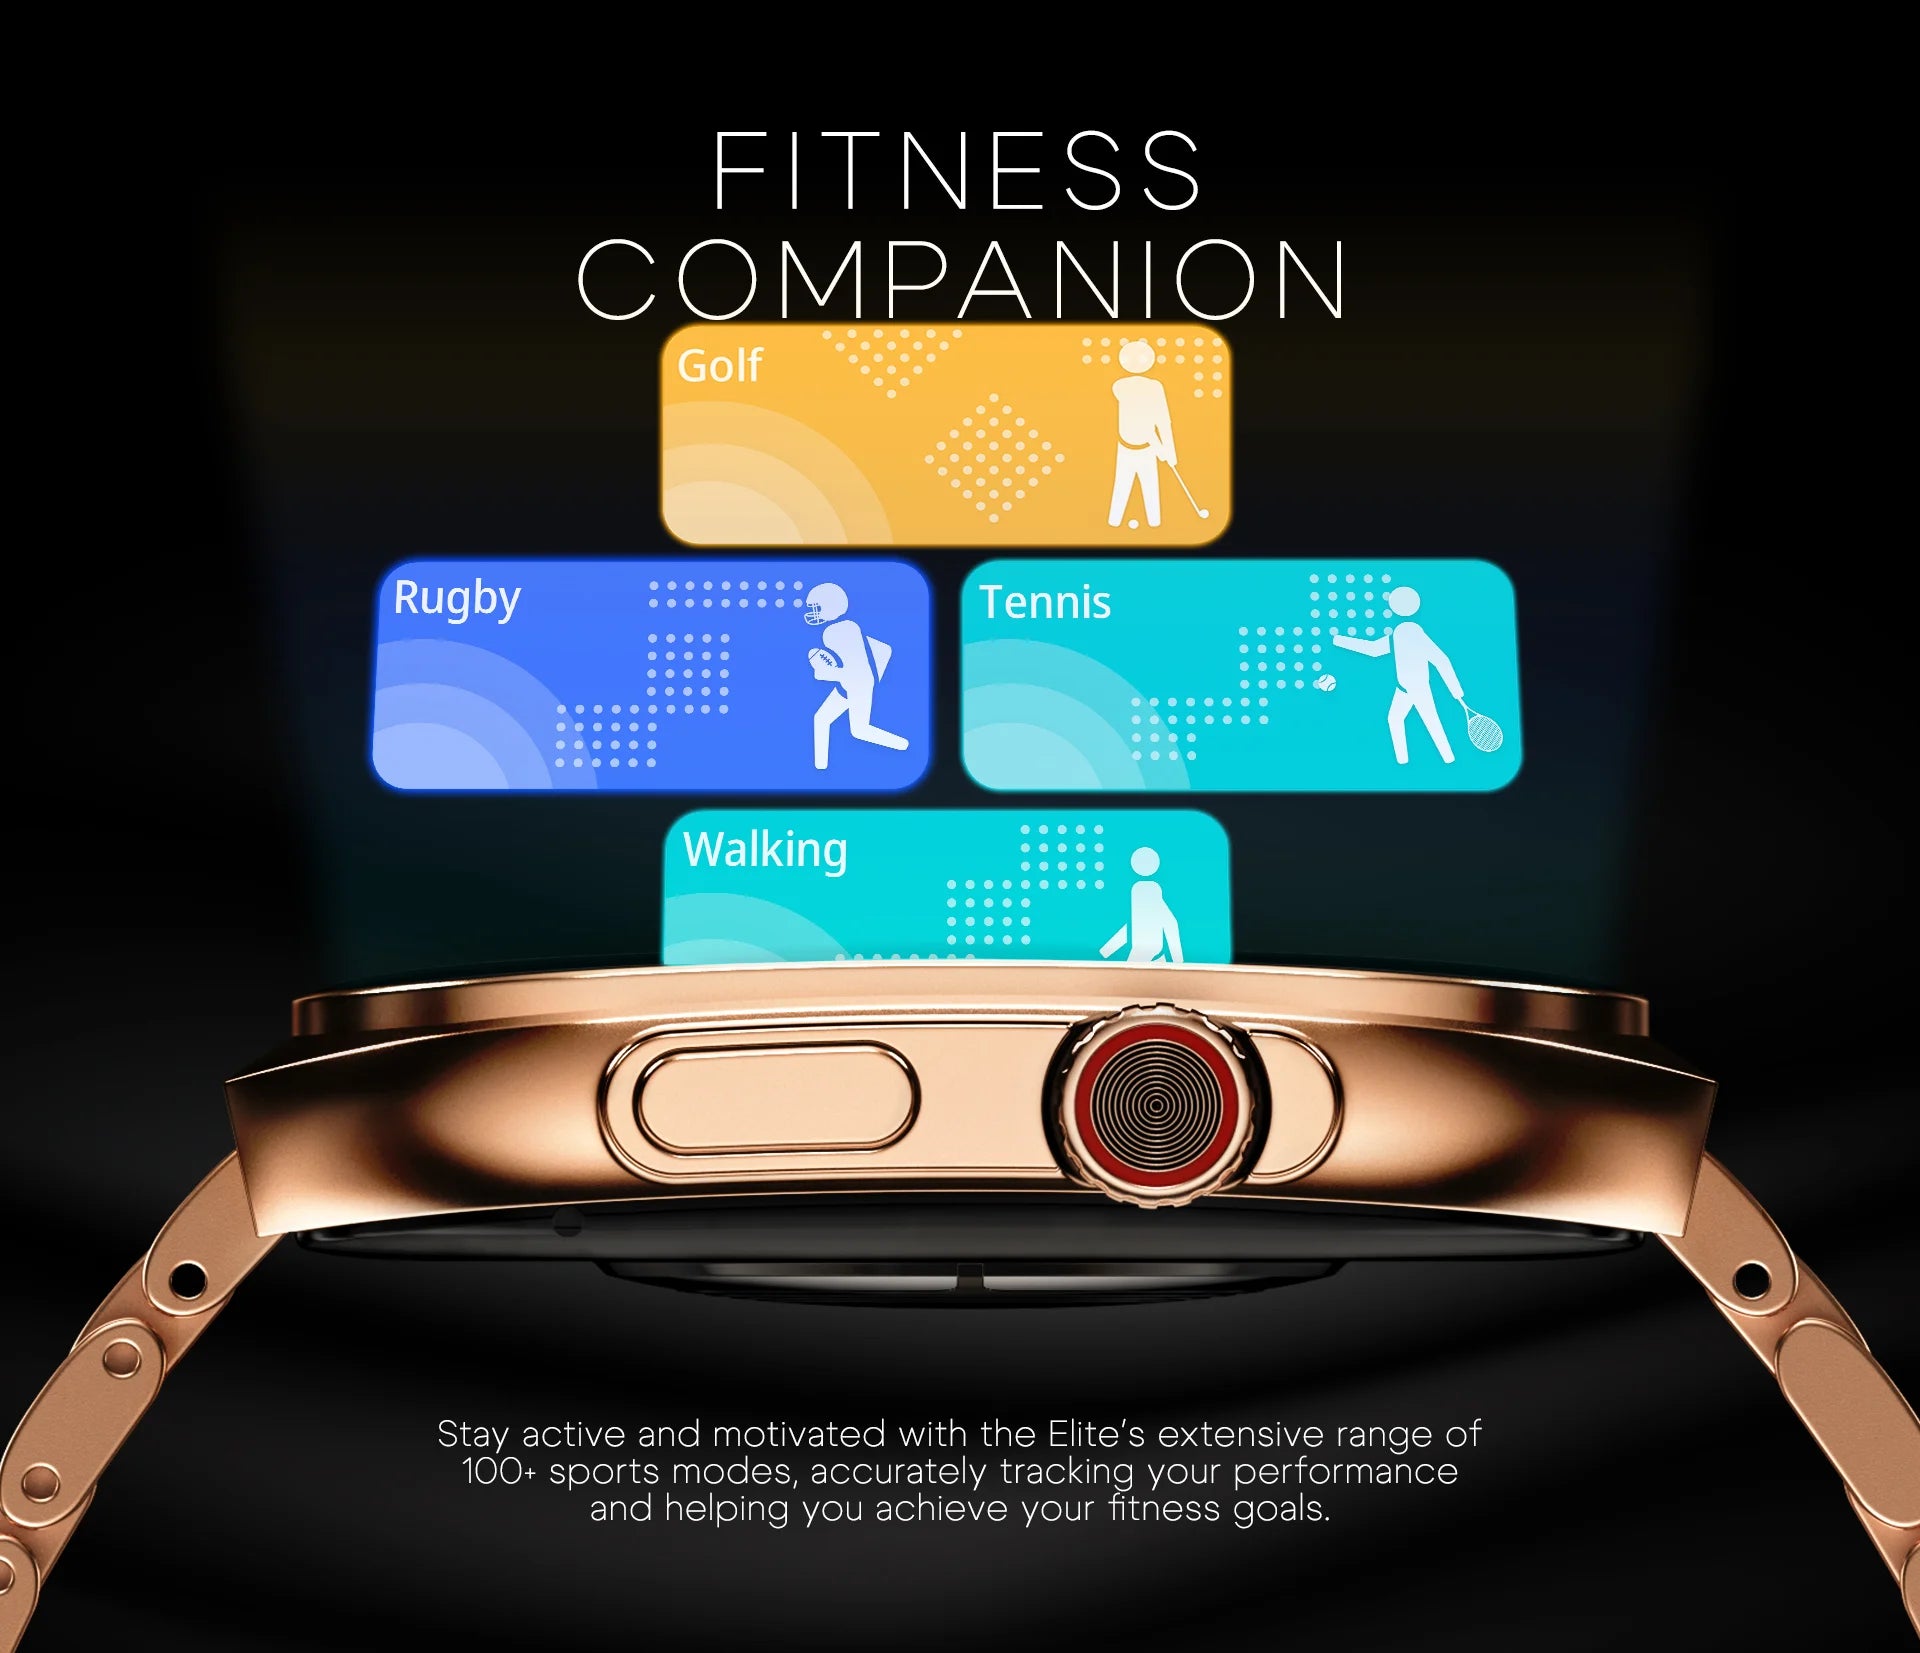 FITNESS
COMPANION
Golf
Rugby
Tennis
Walking
Stay active and motivated with the Elite's extensive range of
100+ sports modes, accurately tracking your performance
and helping you achieve your fitness goals.